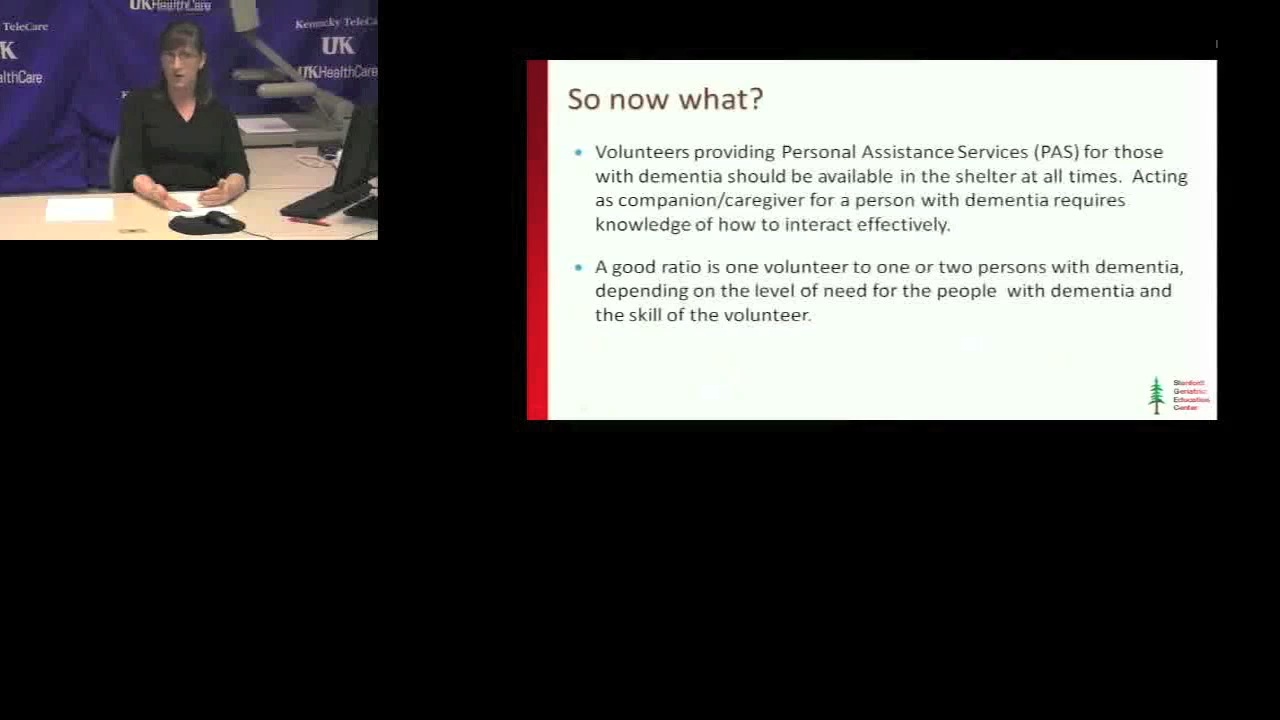 UKHealthCare
TeleCare
Kentucky TeleCa
K
UK
althCare
UKHealthCare
So now what?
• Volunteers providing Personal Assistance Services (PAS) for those
with dementia should be available in the shelter at all times. Acting
as companion/caregiver for a person with dementia requires
knowledge of how to interact effectively.
• A good ratio is one volunteer to one or two persons with dementia,
depending on the level of need for the people with dementia and
the skill of the volunteer.
Stanford
Geriatric
Education
Center